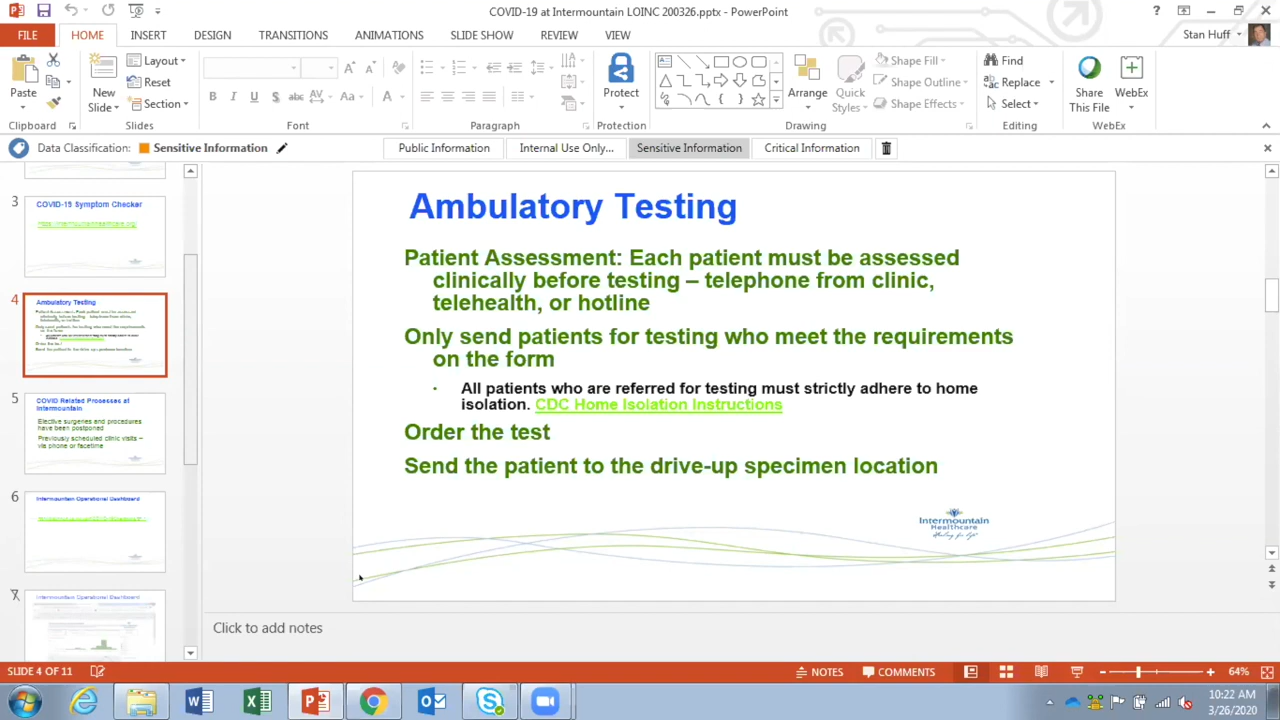 COVID-19 at Intermountain LOINC 200326.pptx - PowerPoint
FILE HOME INSERT DESIGN TRANSITIONS ANIMATIONS SLIDE SHOW REVIEW VIEW Stan Huff
Paste
Clipboard
New Slide
Layout
Reset
Section
Slides
Font
Paragraph
Protect
Protection
Arrange
Quick Styles
Shape Fill
Shape Outline
Shape Effects
Drawing
Find
Replace
Select
Editing
Share This File
WebEx
WebEx
Data Classification: Sensitive Information
Public Information Internal Use Only... Sensitive Information Critical Information
3
COVID-19 Symptom Checker
4
Ambulatory Testing
5
COVID Related Processes at
Intermountain
Elective surgeries and procedures
have been postponed
Previously scheduled clinic visits –
via phone or facetime
6
Intermountain Operational Dashboard
7
Intermountain Operational Dashboard
Ambulatory Testing
Patient Assessment: Each patient must be assessed
clinically before testing – telephone from clinic,
telehealth, or hotline
Only send patients for testing who meet the requirements
on the form
· All patients who are referred for testing must strictly adhere to home
isolation. CDC Home Isolation Instructions
Order the test
Send the patient to the drive-up specimen location
Intermountain
Healthcare
Healing for life
Click to add notes
SLIDE 4 OF 11 NOTES COMMENTS 64%
10:22 AM
3/26/2020